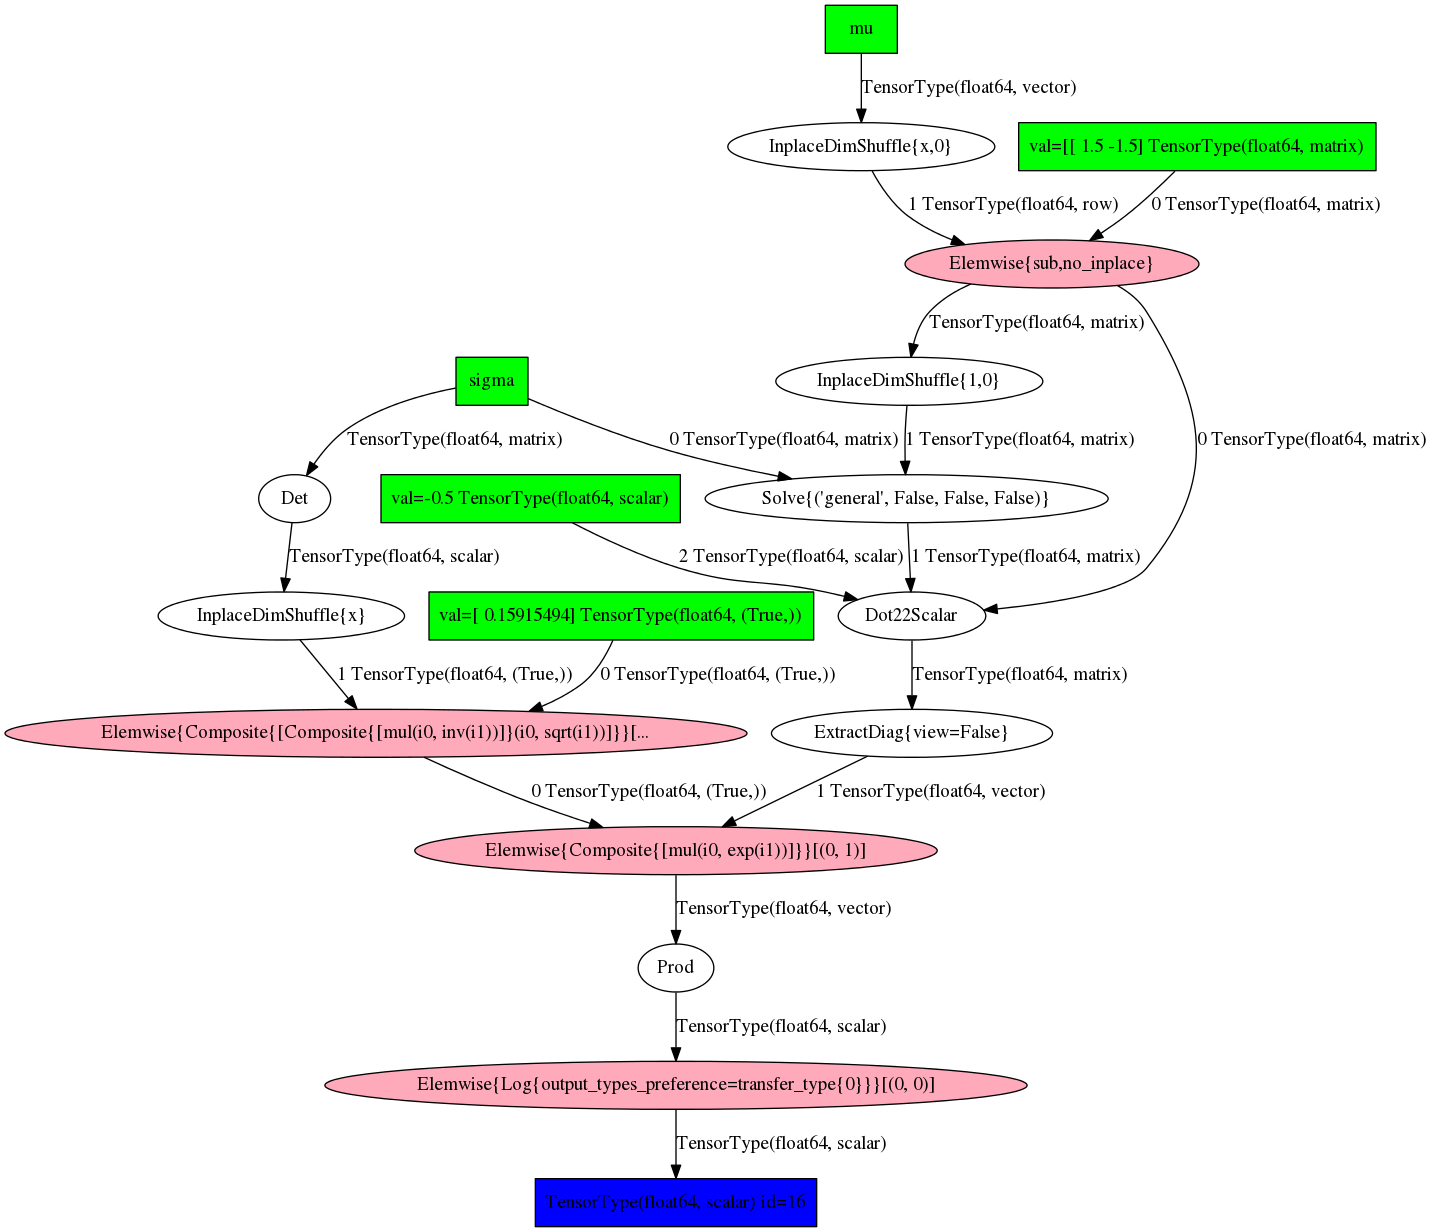 mu
TensorType(float64, vector)
InplaceDimShuffle{x,0}
val=[[ 1.5 -1.5] TensorType(float64, matrix)
1 TensorType(float64, row)
0 TensorType(float64, matrix)
Elemwise{sub,no_inplace}
TensorType(float64, matrix)
sigma
InplaceDimShuffle{1,0}
TensorType(float64, matrix)
0 TensorType(float64, matrix)
1 TensorType(float64, matrix)
0 TensorType(float64, matrix)
Det
val=-0.5 TensorType(float64, scalar)
Solve{('general', False, False, False)}
TensorType(float64, scalar)
2 TensorType(float64, scalar)
1 TensorType(float64, matrix)
InplaceDimShuffle{x}
val=[ 0.15915494] TensorType(float64, (True,))
Dot22Scalar
1 TensorType(float64, (True,))
0 TensorType(float64, (True,))
TensorType(float64, matrix)
Elemwise{Composite{[Composite{[mul(i0, inv(i1))]}(i0, sqrt(i1))]}}[...
ExtractDiag{view=False}
0 TensorType(float64, (True,))
1 TensorType(float64, vector)
Elemwise{Composite{[mul(i0, exp(i1))]}}[(0, 1)]
TensorType(float64, vector)
Prod
TensorType(float64, scalar)
Elemwise{Log{output_types_preference=transfer_type{0}}}[(0, 0)]
TensorType(float64, scalar)
TensorType(float64, scalar) id=16